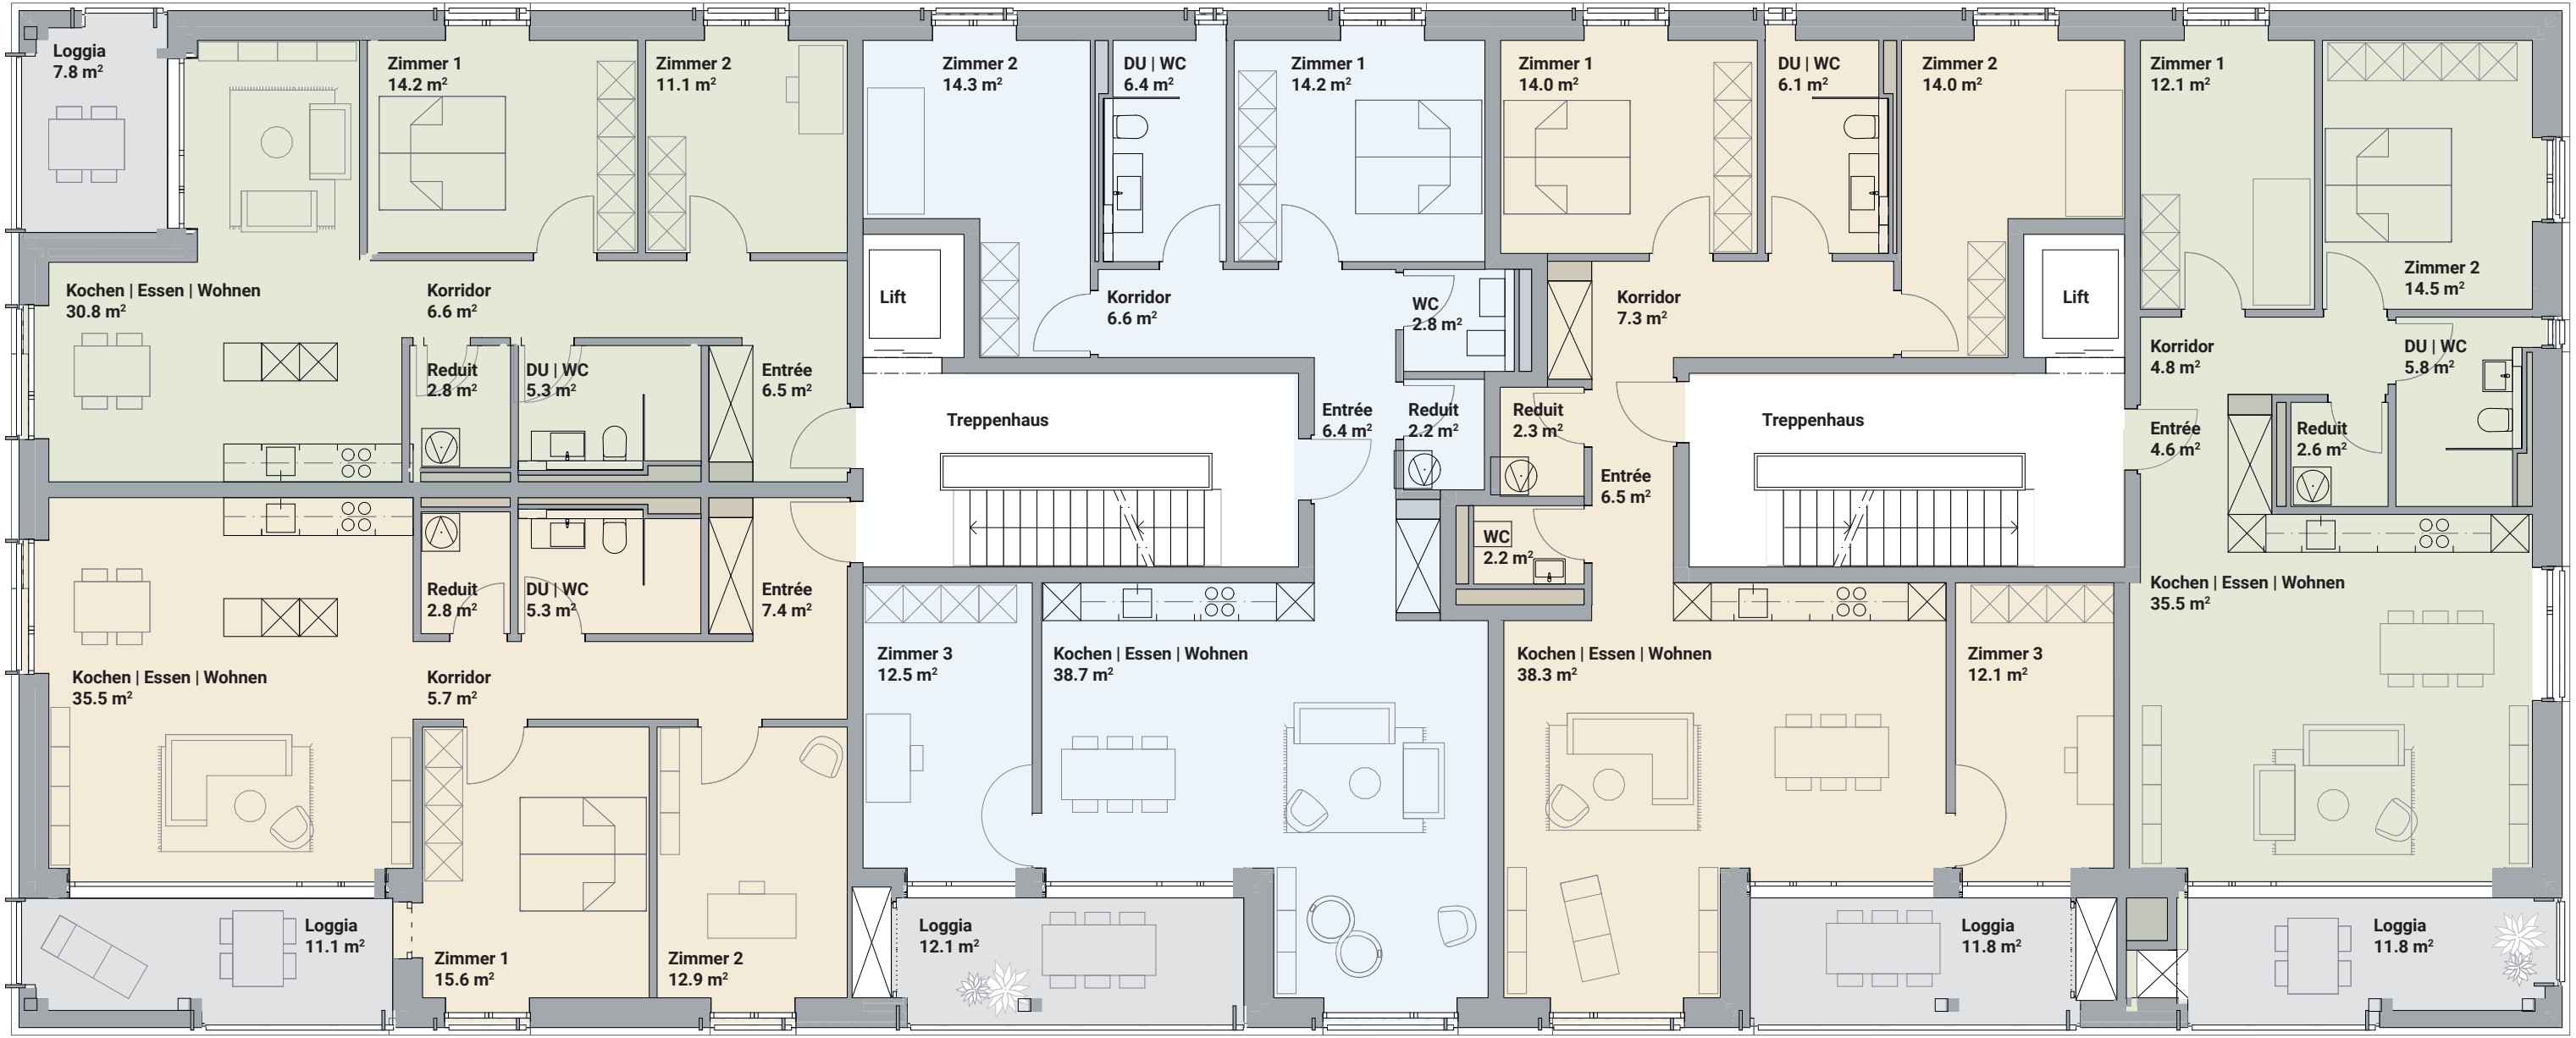 Loggia
7.8 m²
Zimmer 1
14.2 m²
Zimmer 2
11.1 m²
Kochen | Essen | Wohnen
30.8 m²
Korridor
6.6 m²
Reduit
2.8 m²
DU | WC
5.3 m²
Entrée
6.5 m²
Zimmer 2
14.3 m²
DU | WC
6.4 m²
Zimmer 1
14.2 m²
Lift
Korridor
6.6 m²
WC
2.8 m²
Treppenhaus
Entrée
6.4 m²
Reduit
2.2 m²
Zimmer 1
14.0 m²
DU | WC
6.1 m²
Zimmer 2
14.0 m²
Korridor
7.3 m²
Lift
Reduit
2.3 m²
Entrée
6.5 m²
WC
2.2 m²
Treppenhaus
Zimmer 1
12.1 m²
Zimmer 2
14.5 m²
Korridor
4.8 m²
DU | WC
5.8 m²
Entrée
4.6 m²
Reduit
2.6 m²
Kochen | Essen | Wohnen
35.5 m²
Reduit
2.8 m²
DU | WC
5.3 m²
Entrée
7.4 m²
Kochen | Essen | Wohnen
35.5 m²
Korridor
5.7 m²
Loggia
11.1 m²
Zimmer 1
15.6 m²
Zimmer 2
12.9 m²
Zimmer 3
12.5 m²
Kochen | Essen | Wohnen
38.7 m²
Loggia
12.1 m²
Kochen | Essen | Wohnen
38.3 m²
Zimmer 3
12.1 m²
Loggia
11.8 m²
Loggia
11.8 m²